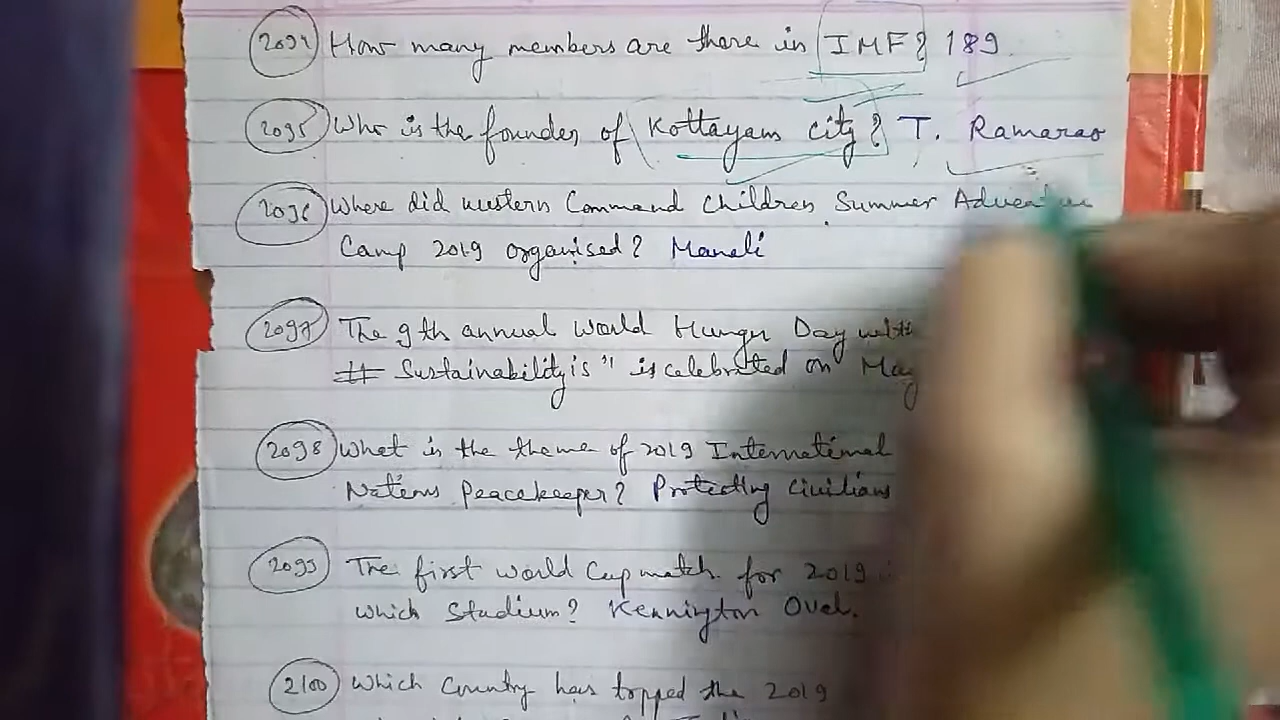 2094 How many members are there in IMF? 189
2095 Who is the founder of Kottayam city? T. Ramarao
2096 Where did western Command Children Summer Adventure
Camp 2019 organised? Manali
2097 The 9th annual World Hunger Day with
# Sustainability is " is celebrated on May
2098 What is the theme of 2019 International
Nations Peacekeeper? Protecting Civilians
2099 The first World Cup match for 2019
which Stadium? Kennington Oval.
2100 Which Country has topped the 2019